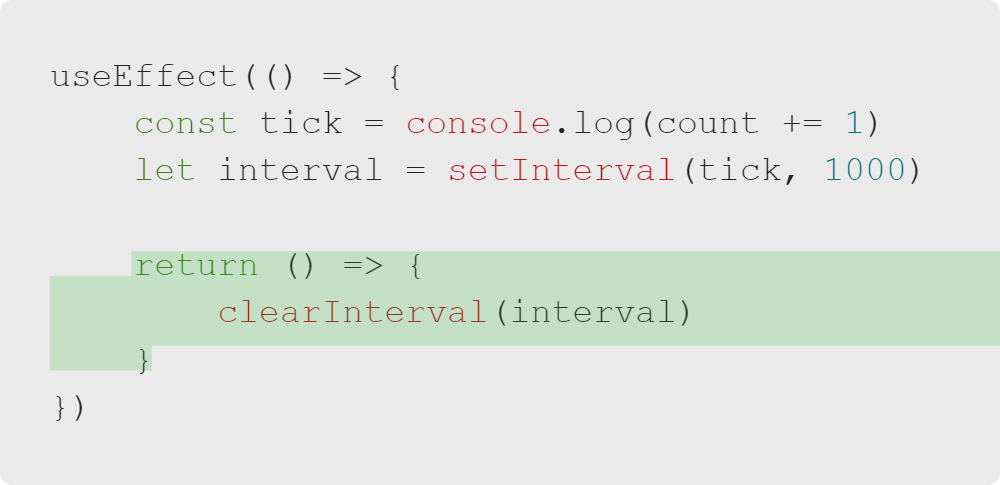 useEffect(() => {
    const tick = console.log(count += 1)
    let interval = setInterval(tick, 1000)
    return () => {
        clearInterval(interval)
    }
})